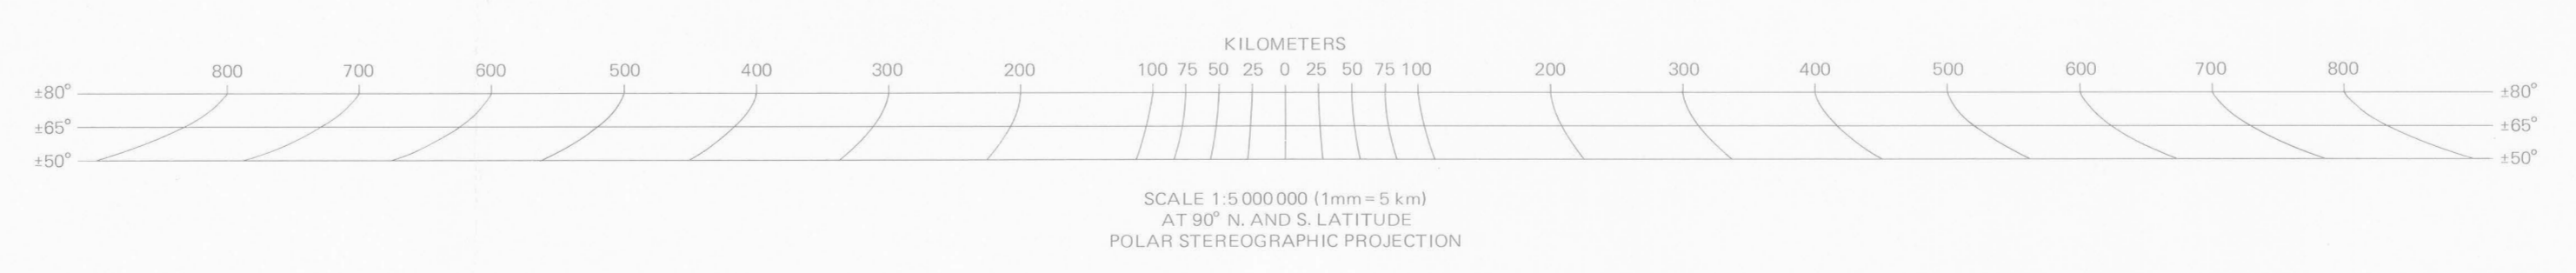 KILOMETERS
800 700 600 500 400 300 200 100 75 50 25 0 25 50 75 100 200 300 400 500 600 700 800
±80° ±80°
±65° ±65°
±50° ±50°
SCALE 1:5 000 000 (1mm = 5 km)
AT 90° N. AND S. LATITUDE
POLAR STEREOGRAPHIC PROJECTION